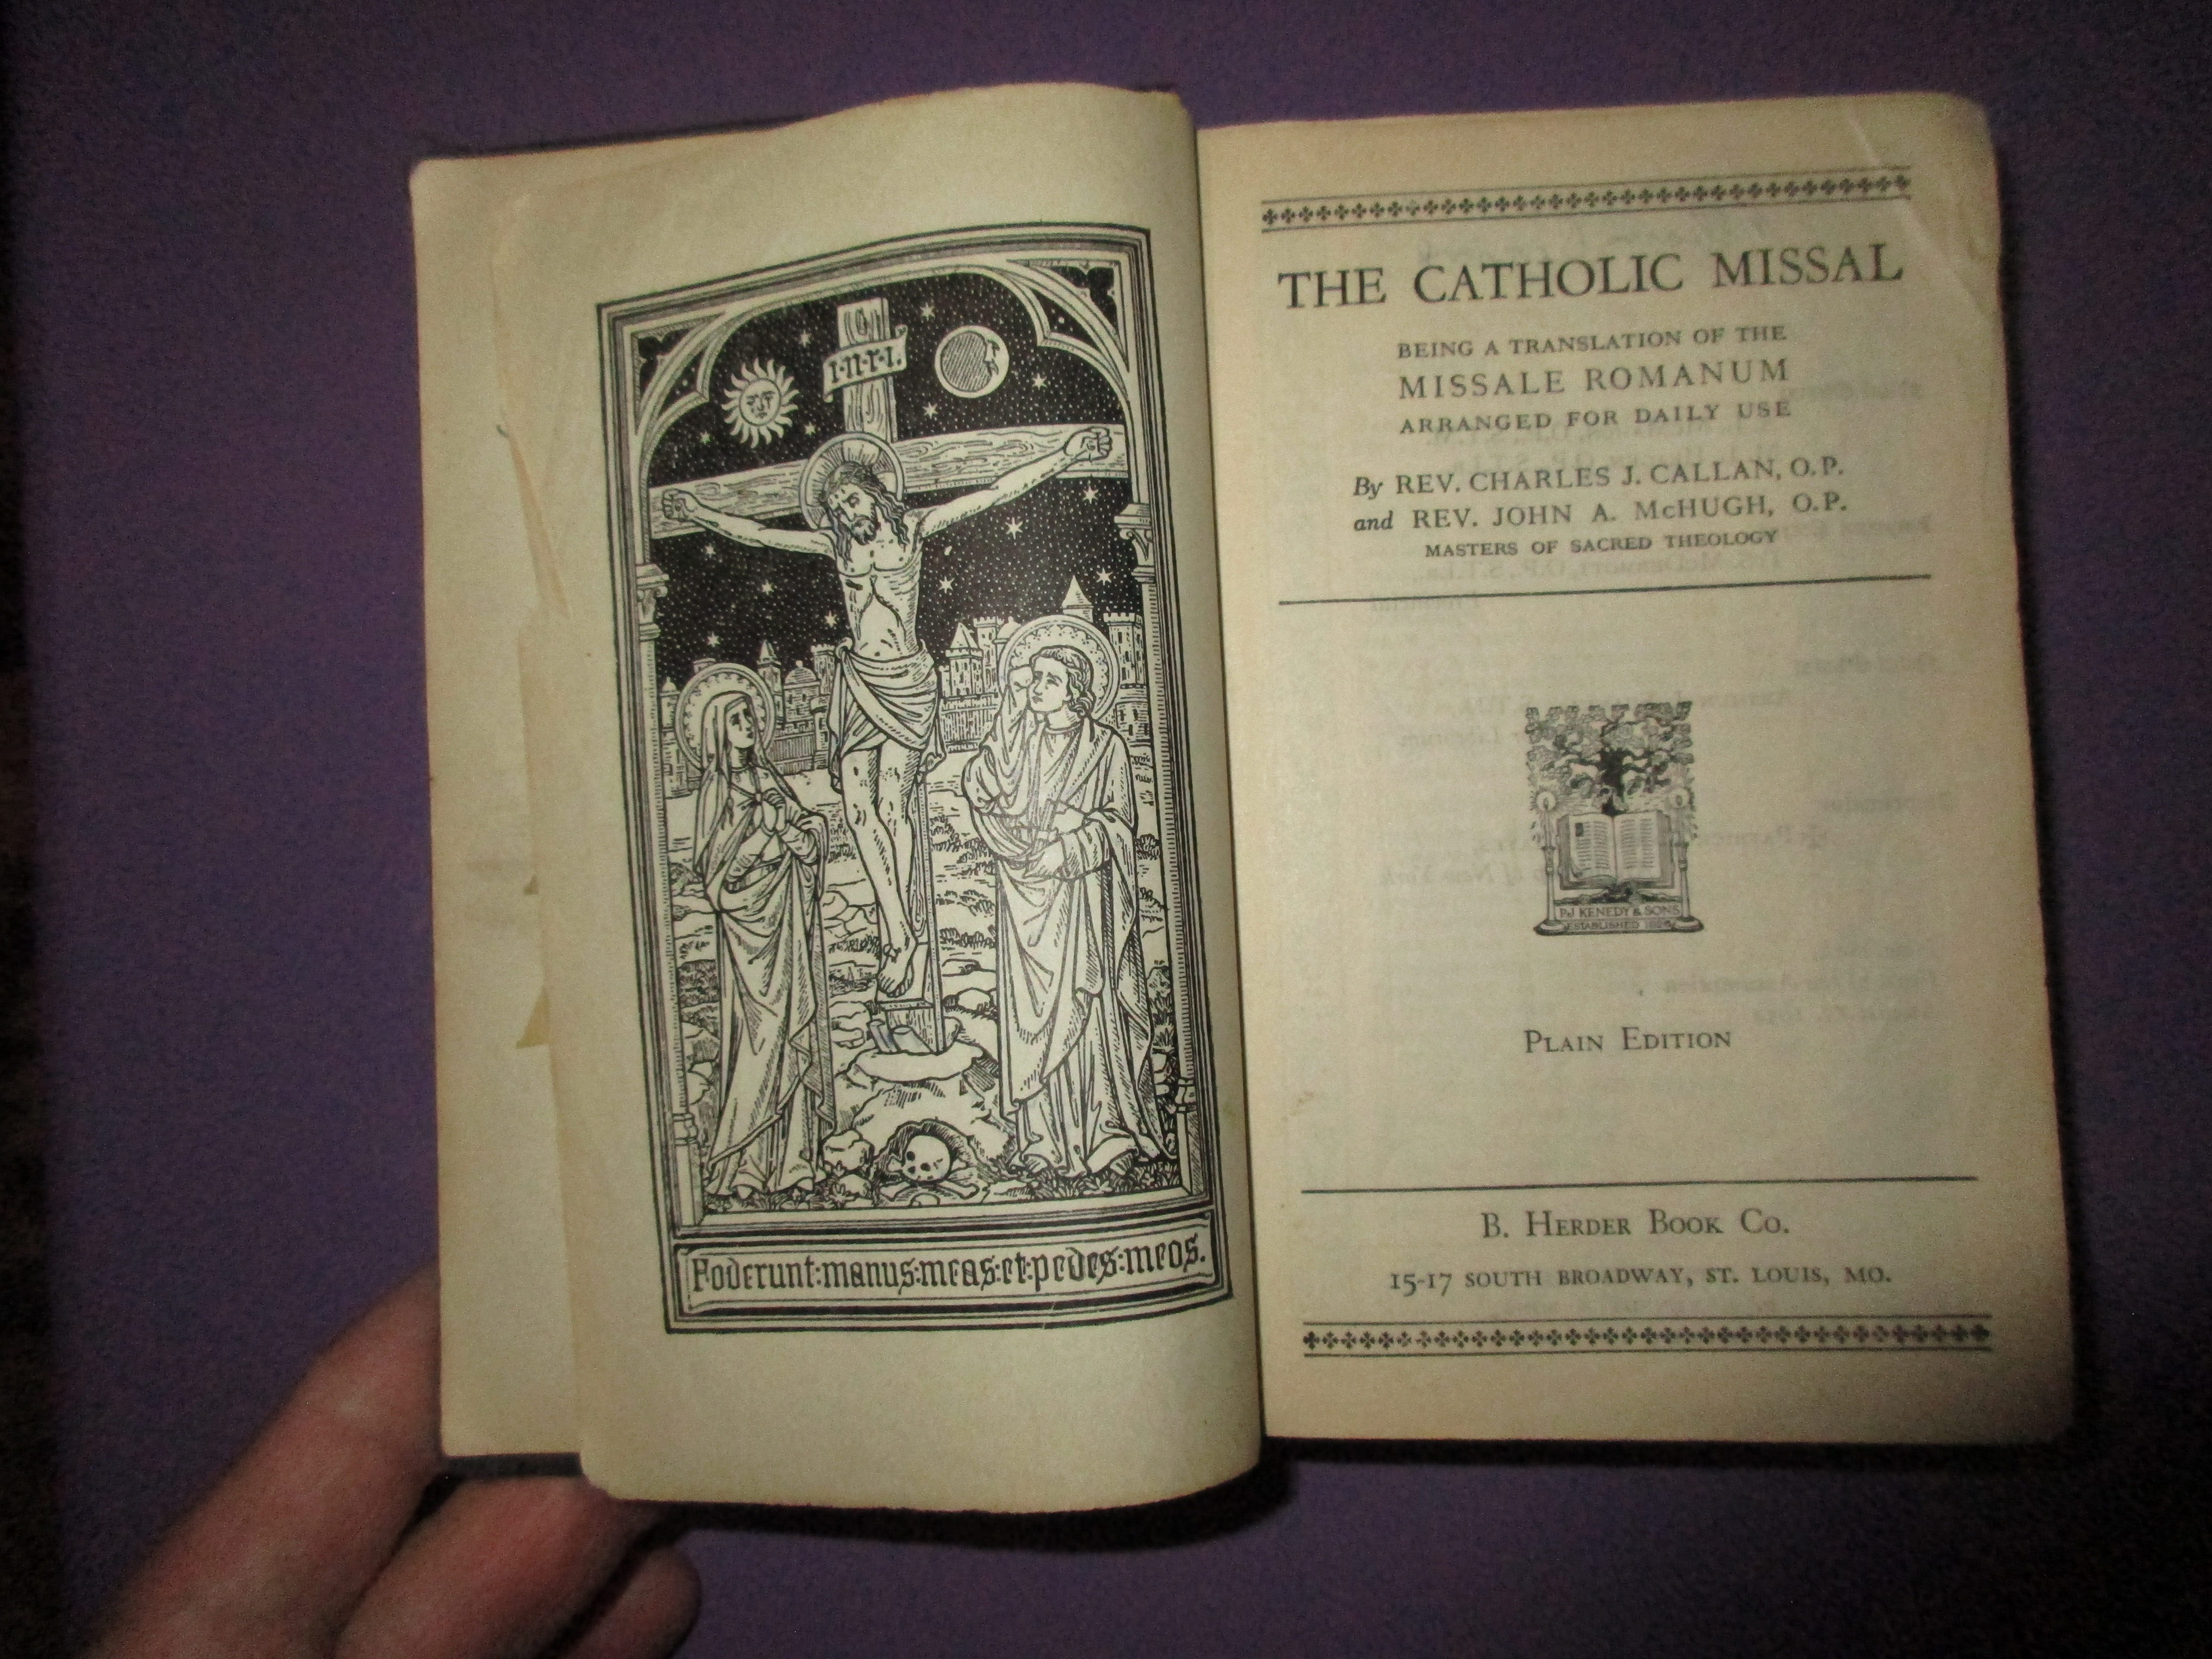 I·N·R·I.
Foderunt:manus:meas:et:pedes:meos.
THE CATHOLIC MISSAL
BEING A TRANSLATION OF THE
MISSALE ROMANUM
ARRANGED FOR DAILY USE
By REV. CHARLES J. CALLAN, O.P.
and REV. JOHN A. McHUGH, O.P.
MASTERS OF SACRED THEOLOGY
P.J KENEDY & SONS
ESTABLISHED
PLAIN EDITION
B. HERDER BOOK CO.
15-17 SOUTH BROADWAY, ST. LOUIS, MO.